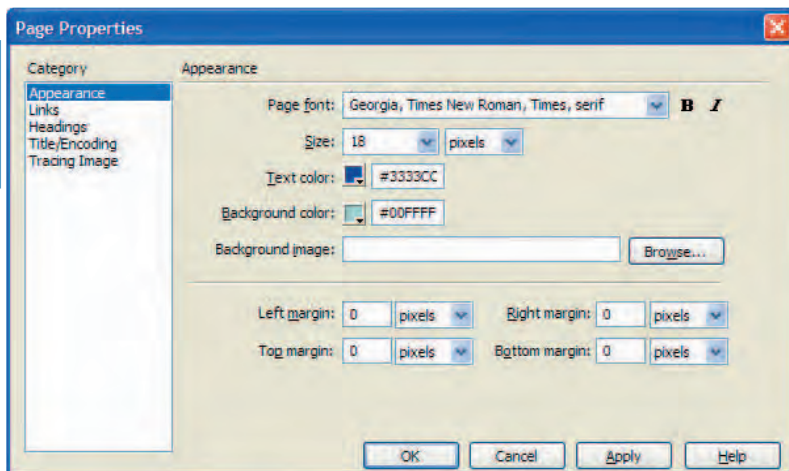 Page Properties
Category
Appearance
Links
Headings
Title/Encoding
Tracing Image
Appearance
Page font: Georgia, Times New Roman, Times, serif B I
Size: 18 pixels
Text color: #3333CC
Background color: #00FFFF
Background image: Browse...
Left margin: 0 pixels Right margin: 0 pixels
Top margin: 0 pixels Bottom margin: 0 pixels
OK Cancel Apply Help